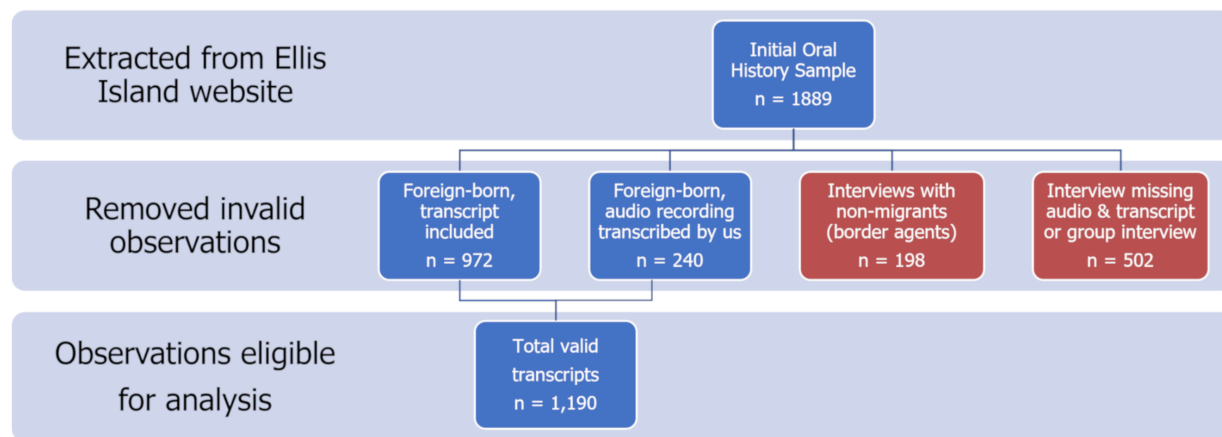 Extracted from Ellis
Island website
Initial Oral
History Sample
n = 1889
Removed invalid
observations
Foreign-born,
transcript
included
n = 972
Foreign-born,
audio recording
transcribed by us
n = 240
Interviews with
non-migrants
(border agents)
n = 198
Interview missing
audio & transcript
or group interview
n = 502
Observations eligible
for analysis
Total valid
transcripts
n = 1,190